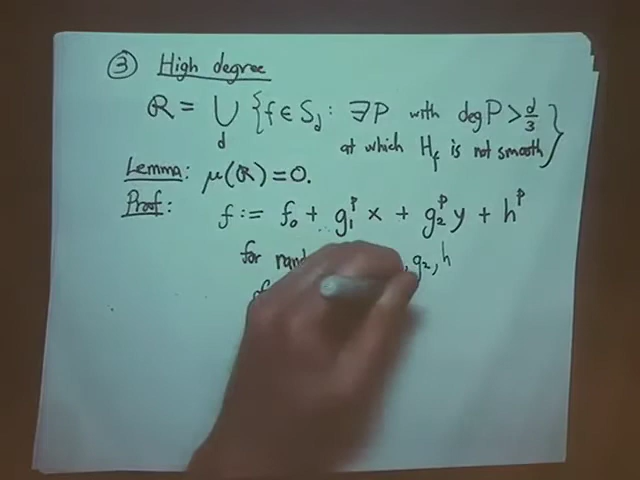 ③ High degree
R = ⋃_d {f ∈ S_d : ∃P with deg P > d/3
at which H_f is not smooth}
Lemma: μ(R) = 0.
Proof: f := f_0 + g_1^p x + g_2^p y + h^p
for g_2, h